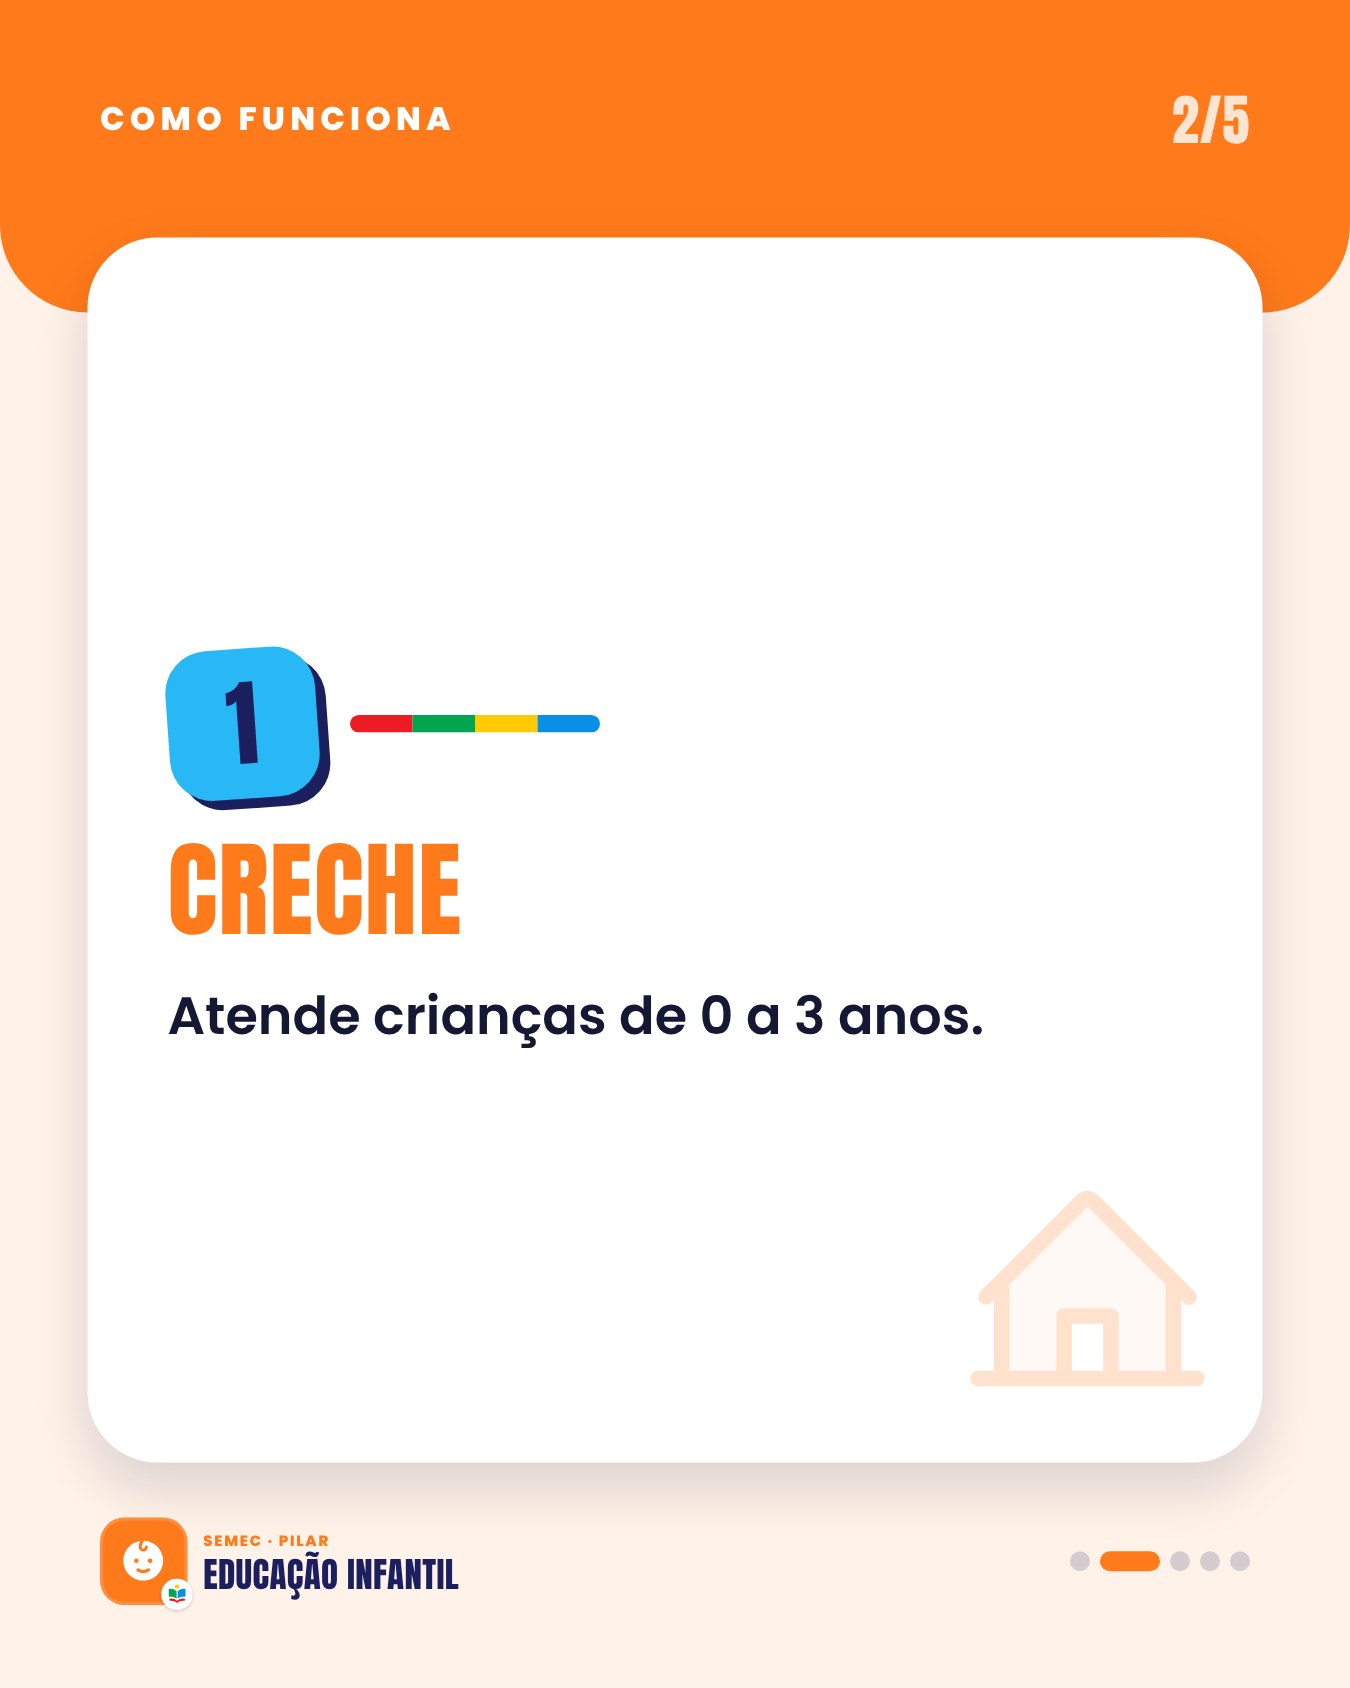 COMO FUNCIONA
2/5
1
CRECHE
Atende crianças de 0 a 3 anos.
SEMEC · PILAR
EDUCAÇÃO INFANTIL